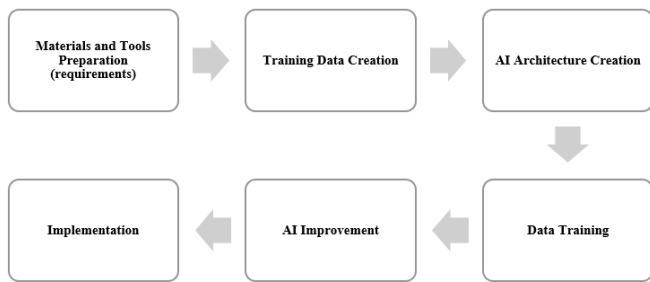 Materials and Tools
Preparation
(requirements)
Training Data Creation
AI Architecture Creation
Data Training
AI Improvement
Implementation